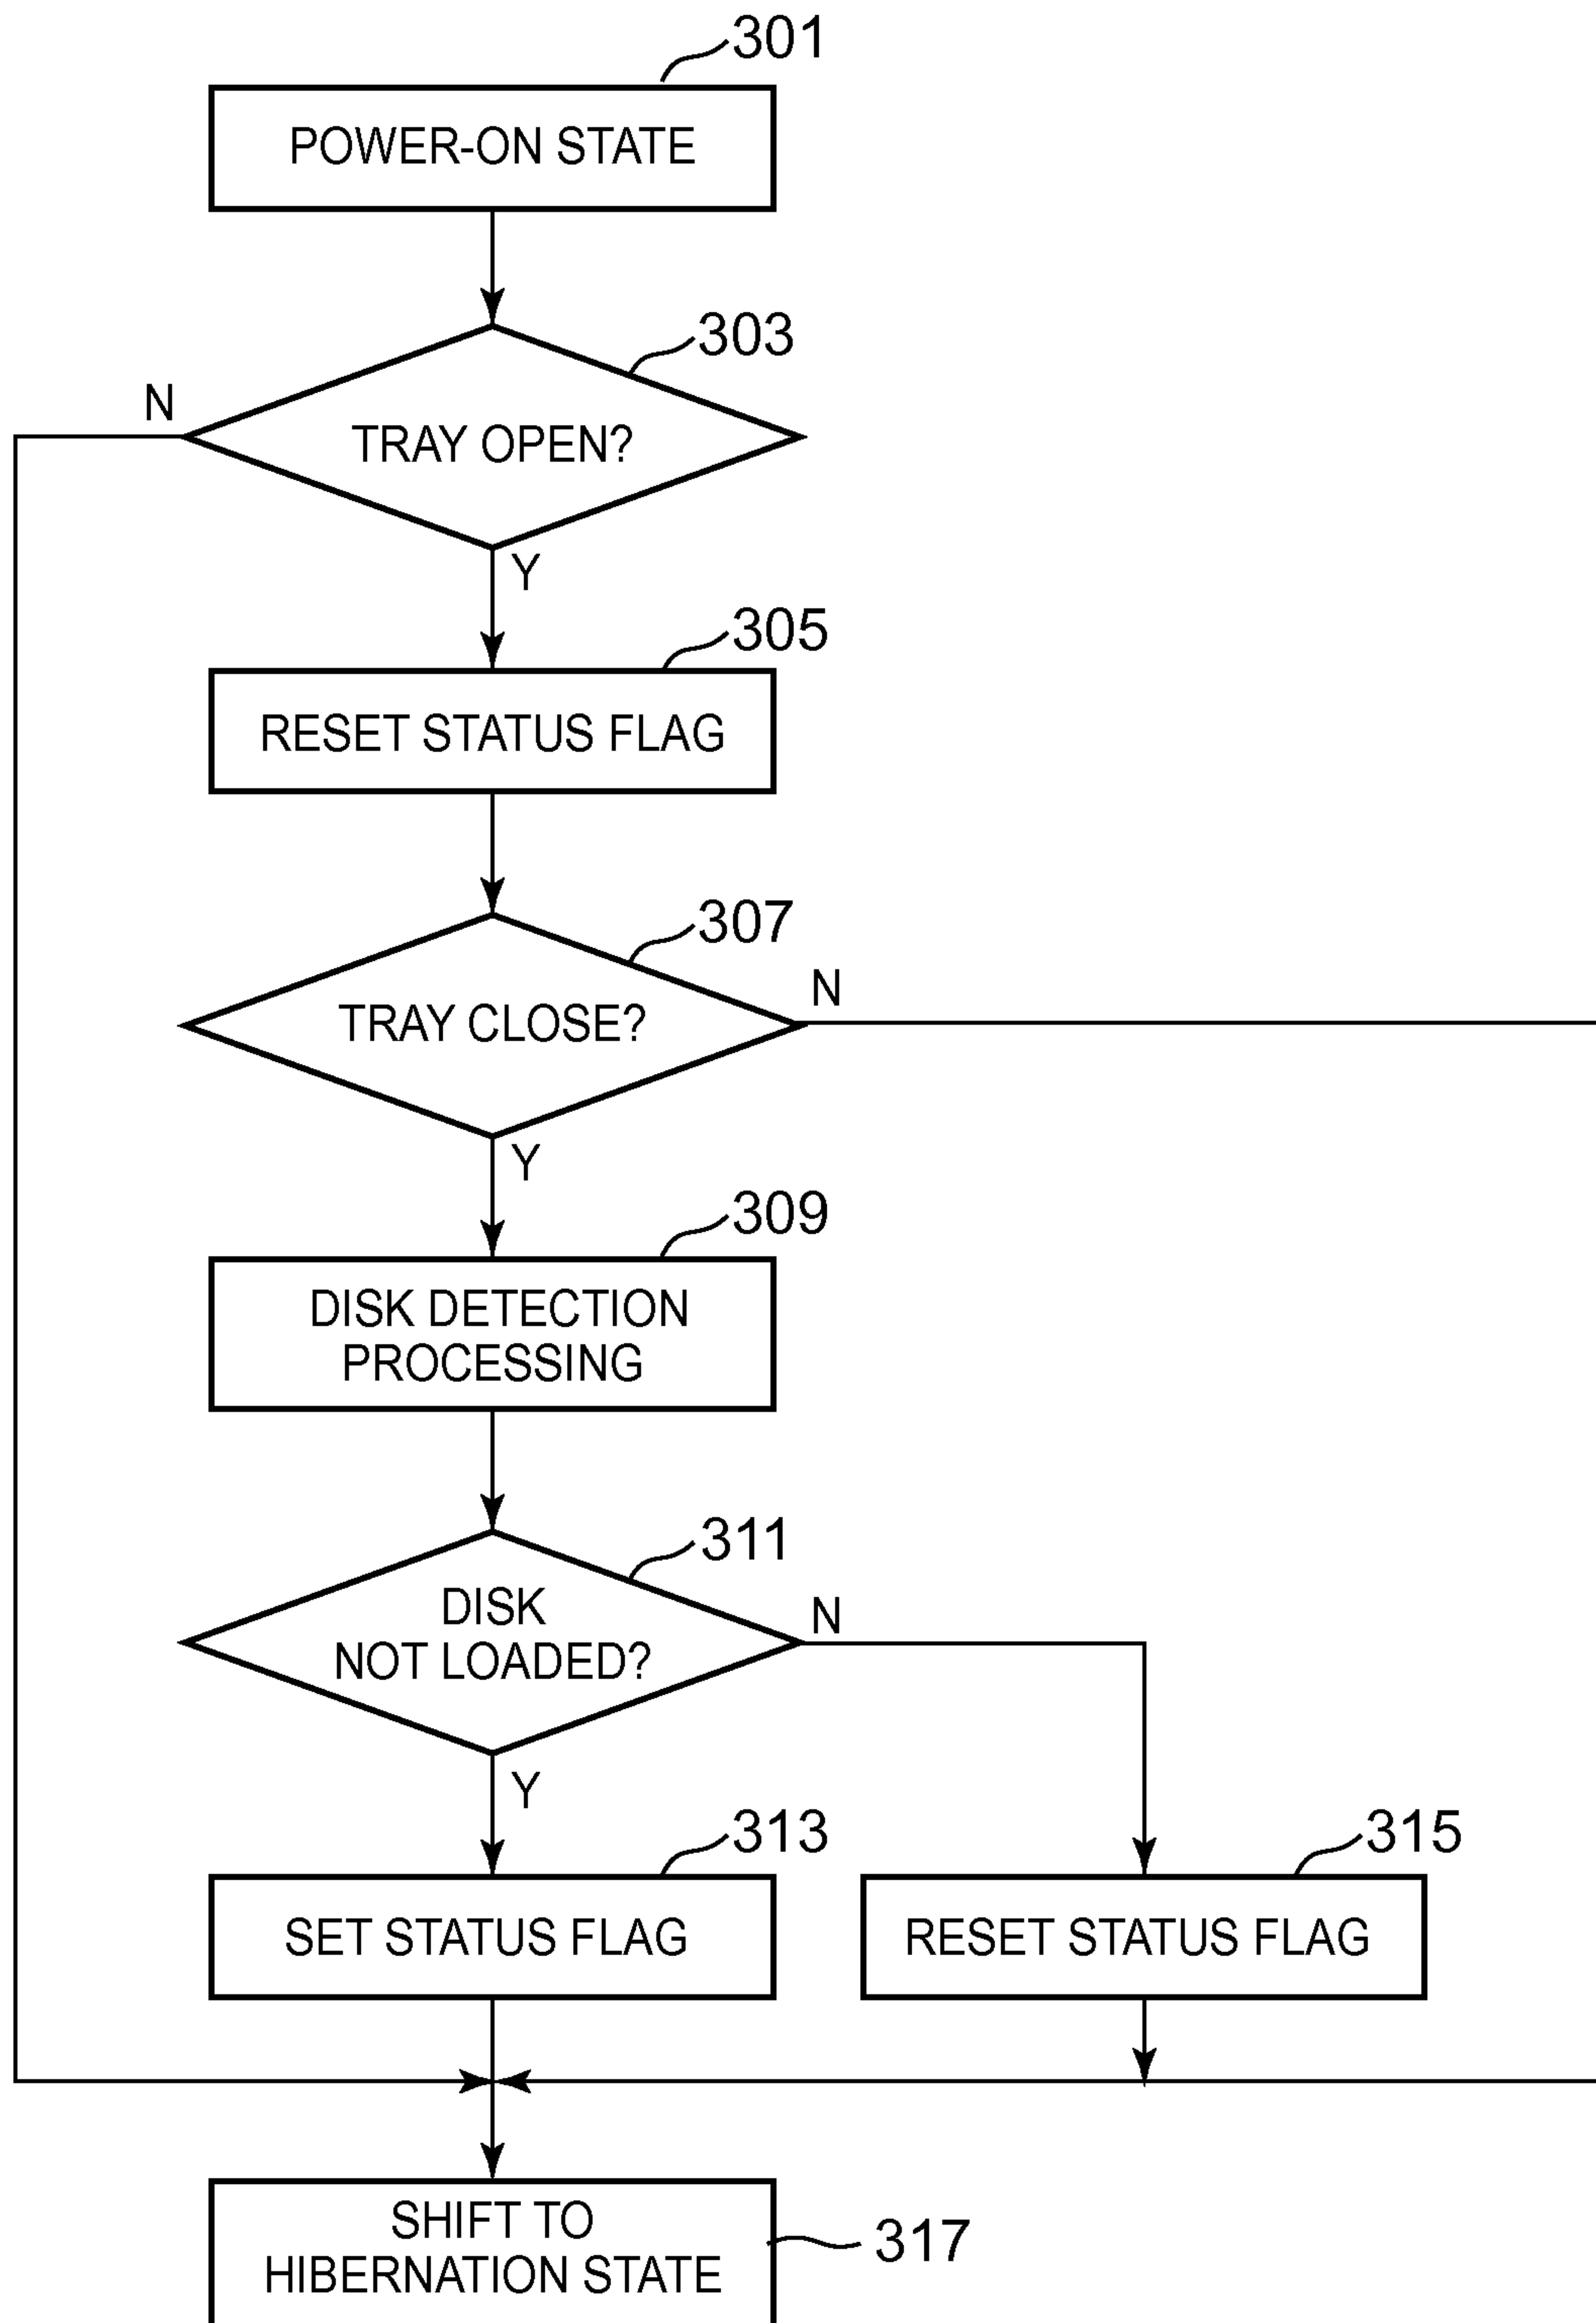 301
POWER-ON STATE
303
N
TRAY OPEN?
Y
305
RESET STATUS FLAG
307
N
TRAY CLOSE?
Y
309
DISK DETECTION
PROCESSING
311
DISK
NOT LOADED?
N
Y
313
315
SET STATUS FLAG
RESET STATUS FLAG
SHIFT TO
HIBERNATION STATE
317